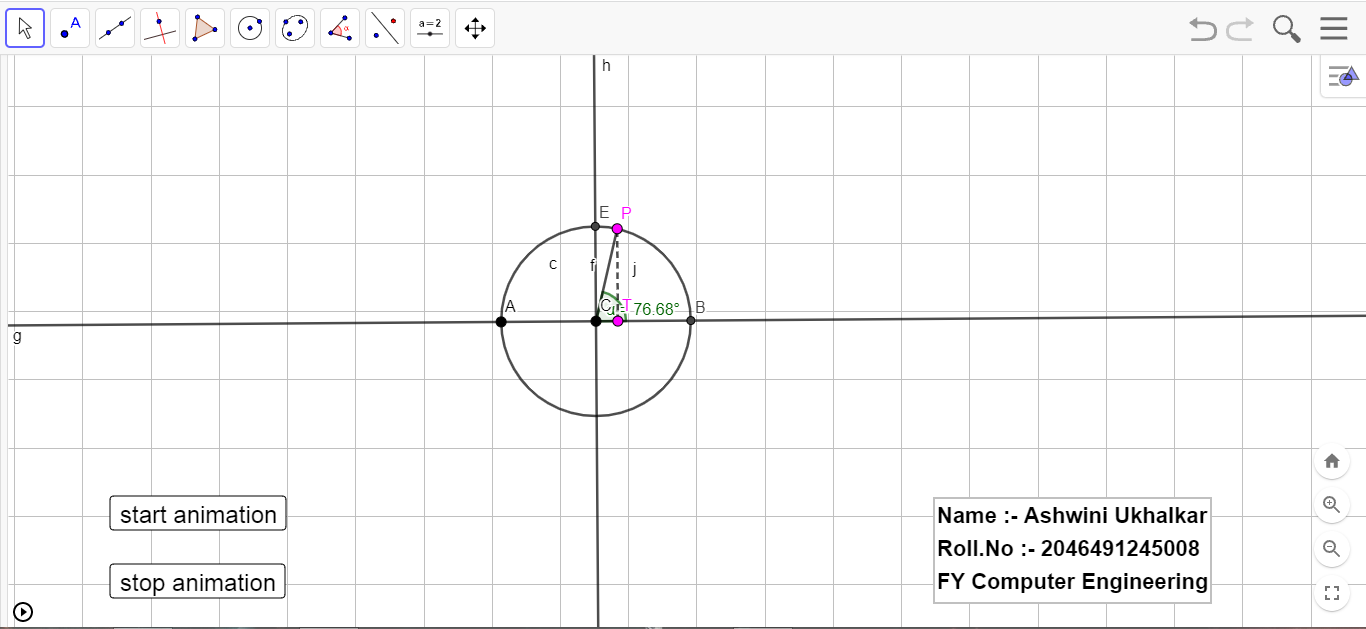 A
α
a=2
h
E P
c f j
A C T 76.68° B
g
start animation
stop animation
Name :- Ashwini Ukhalkar
Roll.No :- 2046491245008
FY Computer Engineering